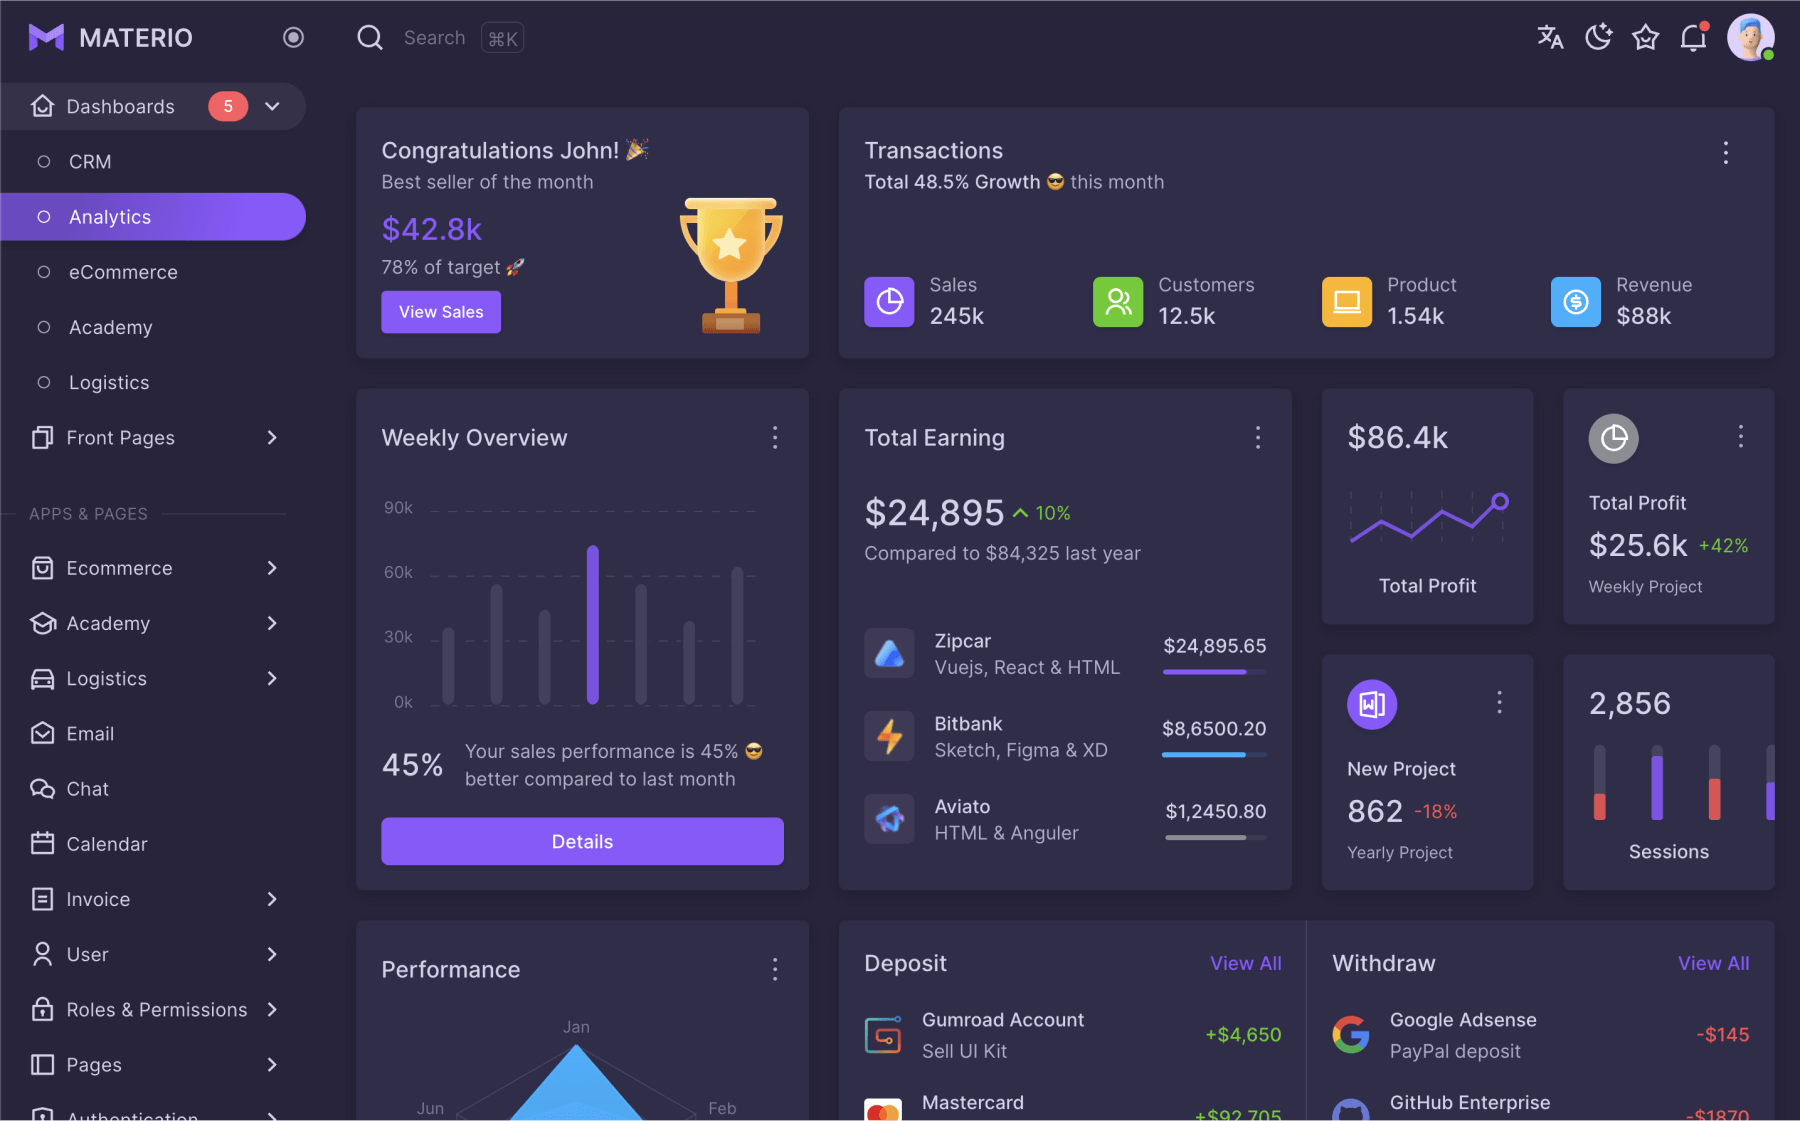 MATERIO
Search
⌘K
Dashboards
5
CRM
Analytics
eCommerce
Academy
Logistics
Front Pages
APPS & PAGES
Ecommerce
Academy
Logistics
Email
Chat
Calendar
Invoice
User
Roles & Permissions
Pages
Authentication
Congratulations John! 🎉
Best seller of the month
$42.8k
78% of target 🚀
View Sales
Transactions
Total 48.5% Growth 😎 this month
Sales
245k
Customers
12.5k
Product
1.54k
Revenue
$88k
Weekly Overview
90k
60k
30k
0k
45%
Your sales performance is 45% 😎
better compared to last month
Details
Total Earning
$24,895
10%
Compared to $84,325 last year
Zipcar
Vuejs, React & HTML
$24,895.65
Bitbank
Sketch, Figma & XD
$8,6500.20
Aviato
HTML & Anguler
$1,2450.80
$86.4k
Total Profit
Total Profit
$25.6k
+42%
Weekly Project
New Project
862
-18%
Yearly Project
2,856
Sessions
Performance
Jan
Jun
Feb
Deposit
View All
Gumroad Account
Sell UI Kit
+$4,650
Mastercard
+$92,705
Withdraw
View All
Google Adsense
PayPal deposit
-$145
GitHub Enterprise
-$1870